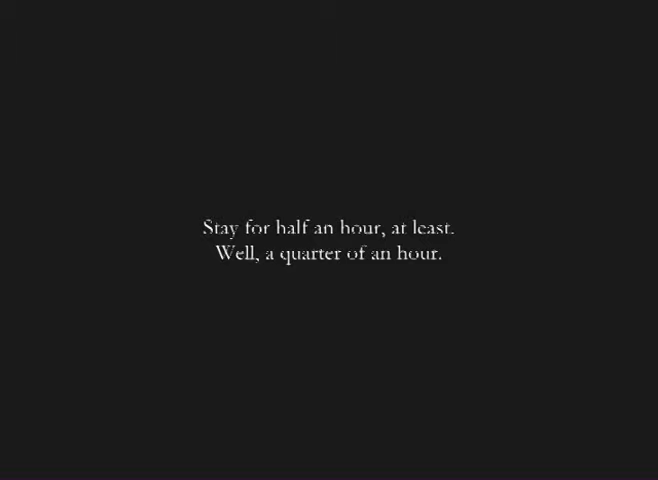 Stay for half an hour, at least.
Well, a quarter of an hour.